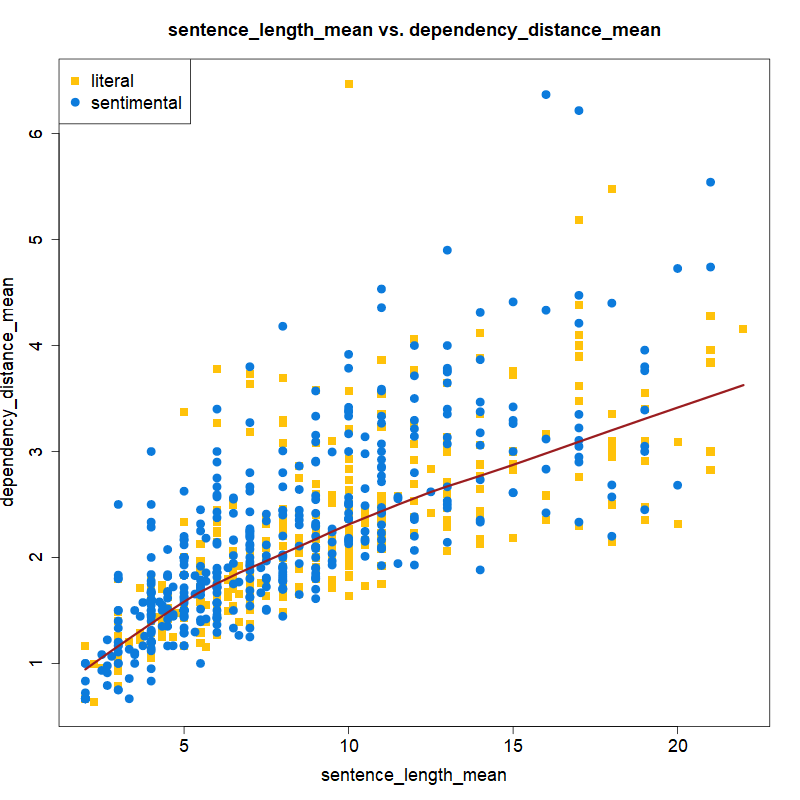 sentence_length_mean vs. dependency_distance_mean
literal
sentimental
dependency_distance_mean
6
5
4
3
2
1
5 10 15 20
sentence_length_mean